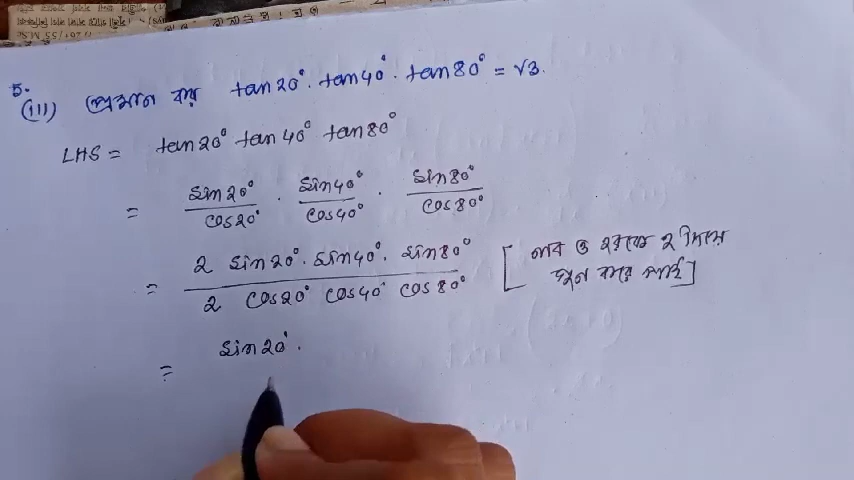 5.
(iii) প্রমাণ কর tan20°. tan40°. tan80° = √3.
LHS = tan20° tan40° tan80°
= sin20°/cos20° . sin40°/cos40° . sin80°/cos80°
= 2 sin20°. sin40°. sin80° / 2 cos20° cos40° cos80° [লব ও হরকে ২ দিয়ে
গুন করে পাই]
= sin20°.